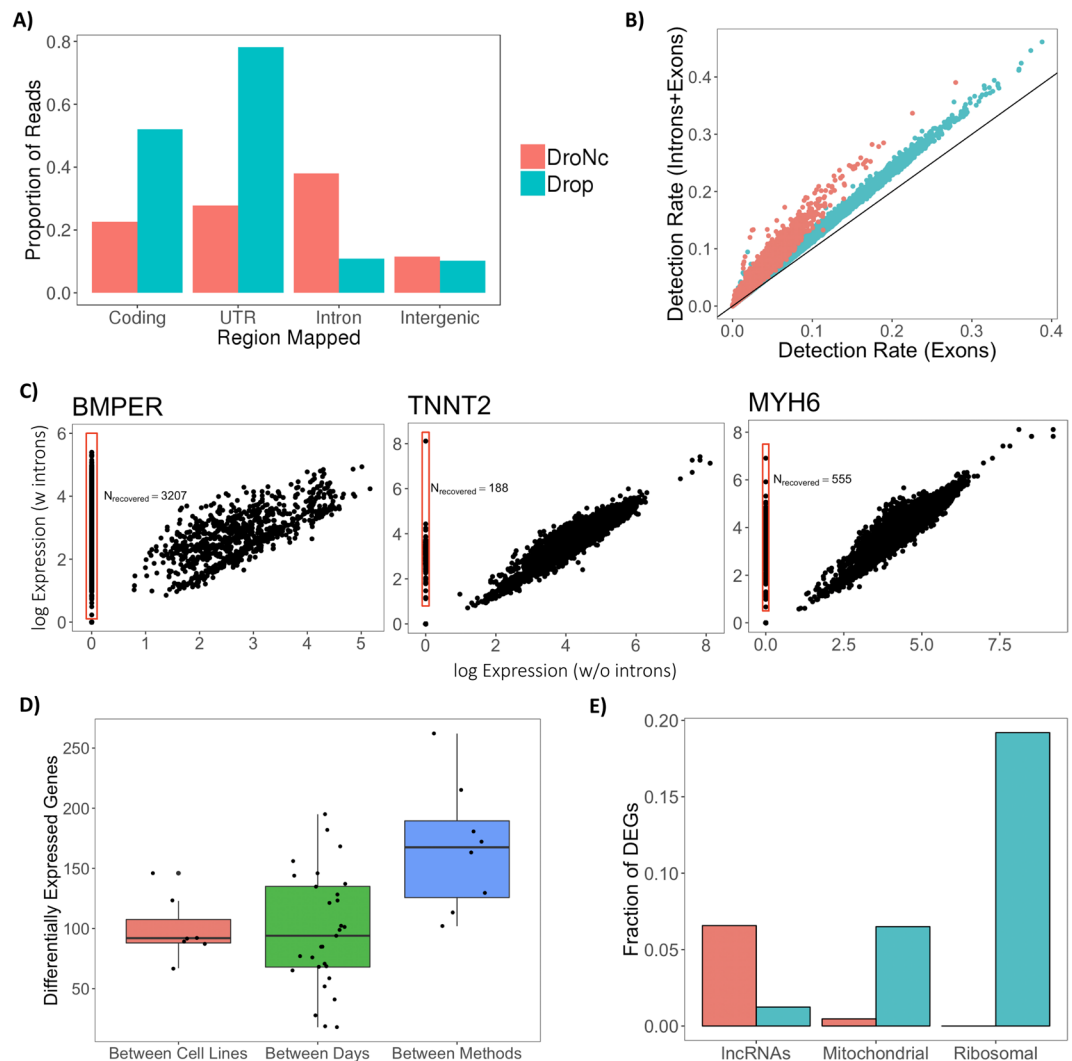 A)
Proportion of Reads
0.8
0.6
0.4
0.2
0.0
Coding UTR Intron Intergenic
Region Mapped
DroNc
Drop
B)
Detection Rate (Introns+Exons)
0.4
0.3
0.2
0.1
0.0
0.0 0.1 0.2 0.3 0.4
Detection Rate (Exons)
C)
BMPER
log Expression (w introns)
6
4
2
0
N recovered = 3207
0 1 2 3 4 5
TNNT2
8
6
4
2
0
N recovered = 188
0 2 4 6 8
MYH6
8
6
4
2
0
N recovered = 555
0.0 2.5 5.0 7.5
log Expression (w/o introns)
D)
Differentially Expressed Genes
250
200
150
100
50
Between Cell Lines Between Days Between Methods
E)
Fraction of DEGs
0.20
0.15
0.10
0.05
0.00
lncRNAs Mitochondrial Ribosomal